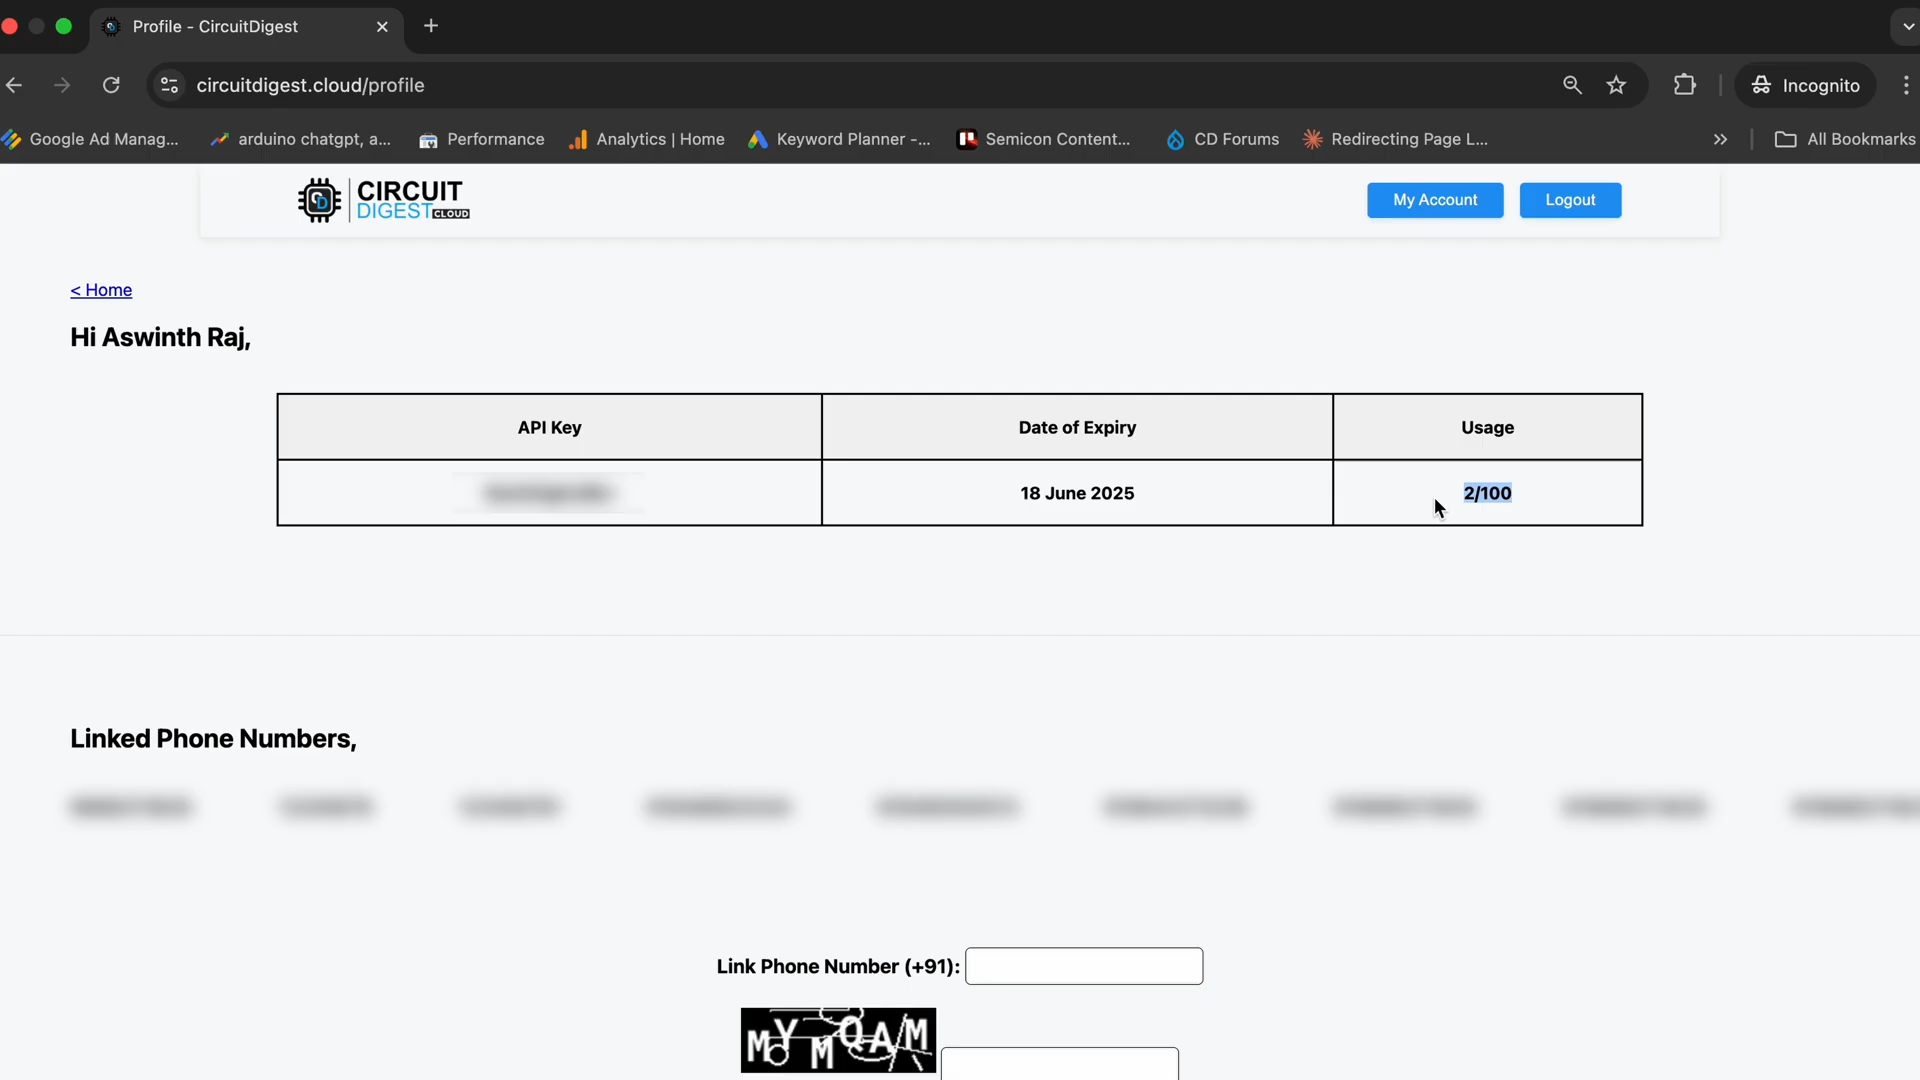 Profile - CircuitDigest
circuitdigest.cloud/profile
Incognito
Google Ad Manag...
arduino chatgpt, a...
Performance
Analytics | Home
Keyword Planner -...
Semicon Content...
CD Forums
Redirecting Page L...
All Bookmarks
CIRCUIT
DIGEST CLOUD
My Account
Logout
< Home
Hi Aswinth Raj,
API Key
Date of Expiry
Usage
18 June 2025
2/100
Linked Phone Numbers,
Link Phone Number (+91):